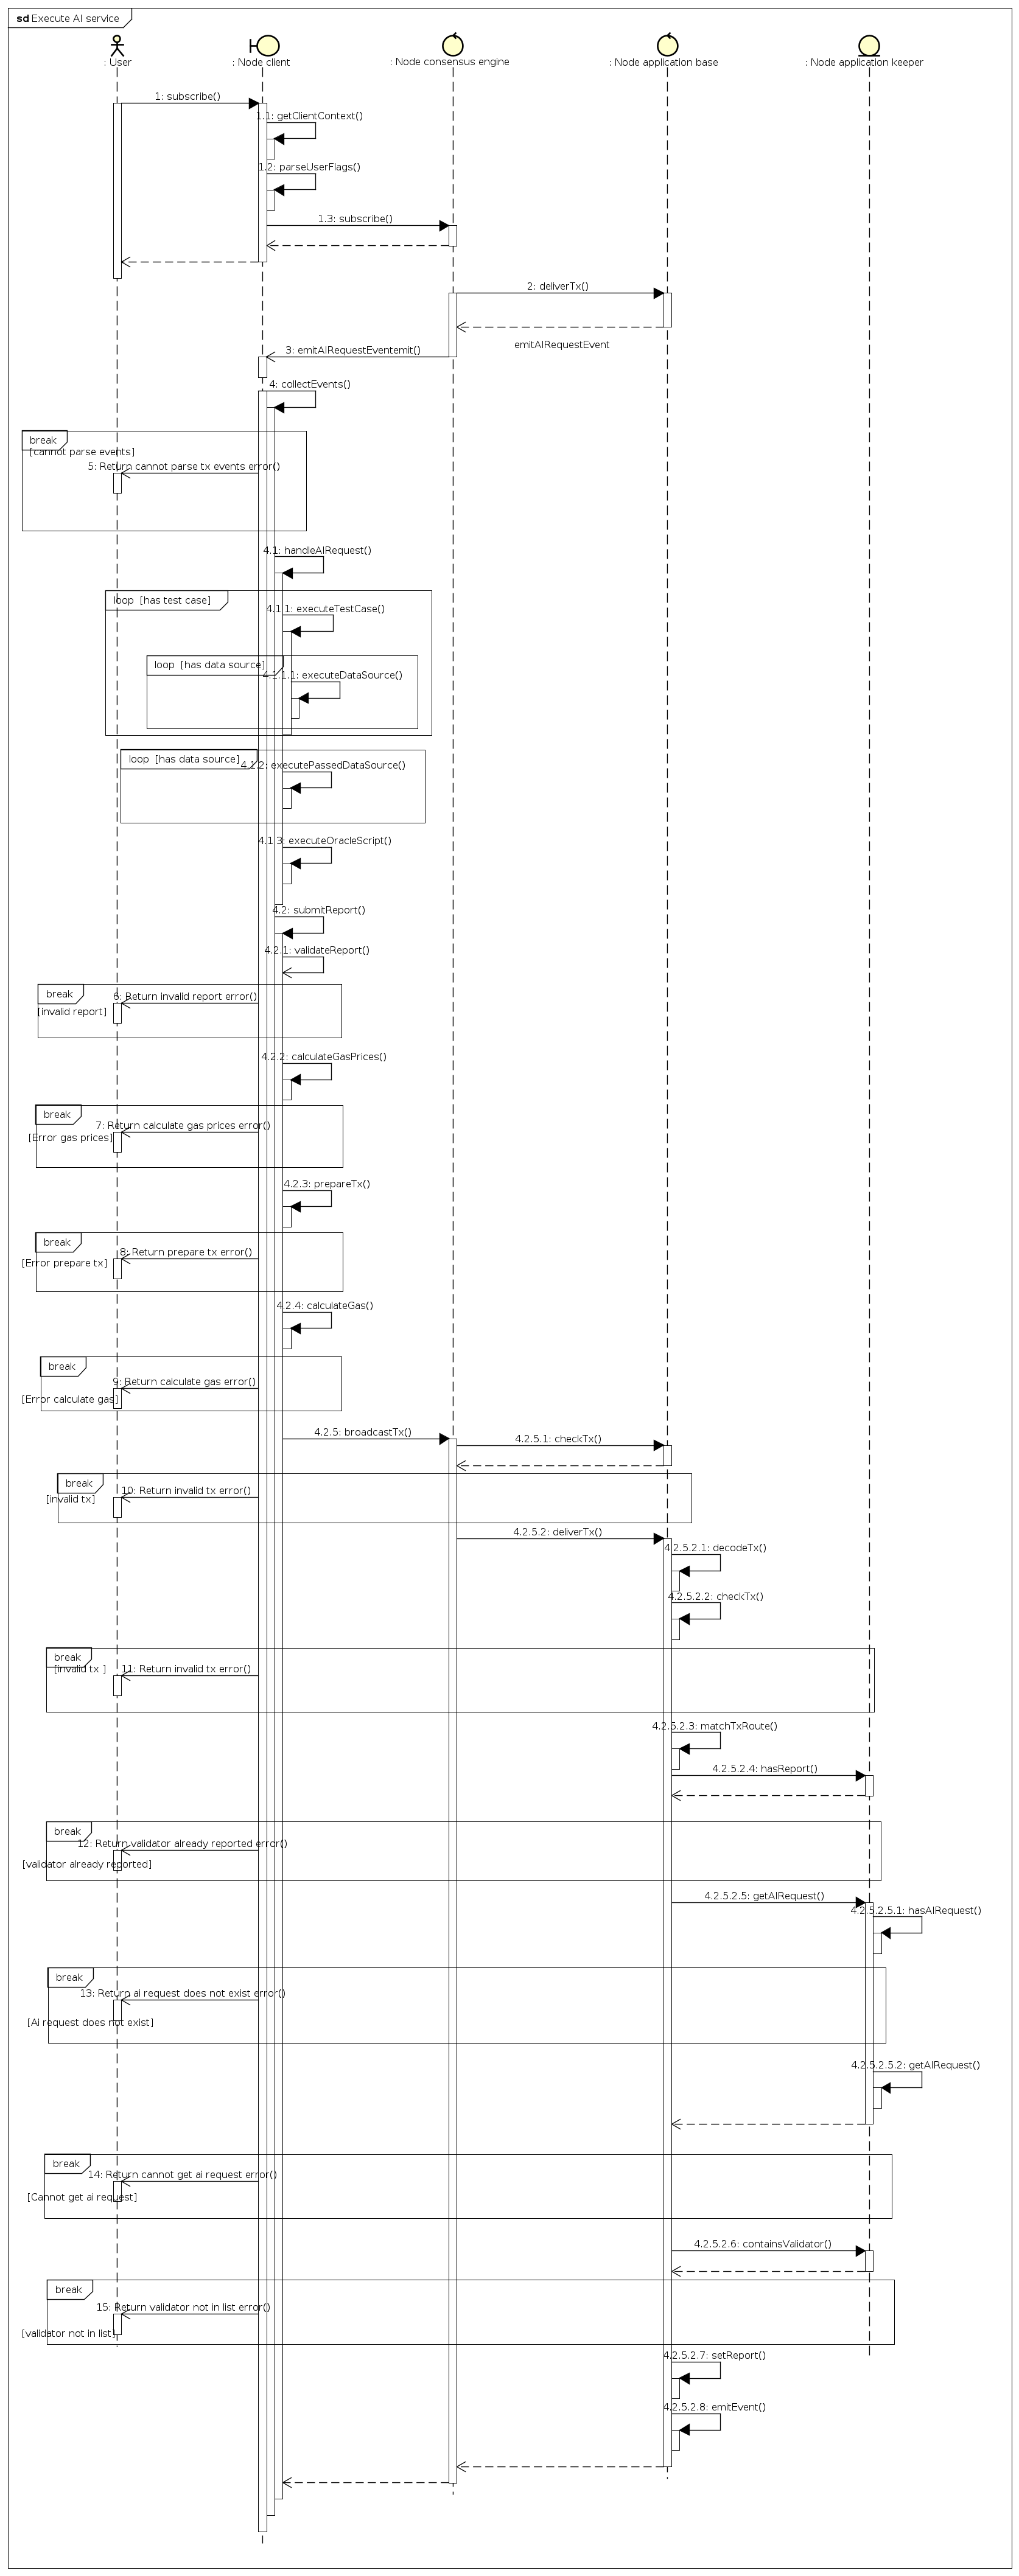 sd Execute AI service
: User
: Node client
: Node consensus engine
: Node application base
: Node application keeper
1: subscribe()
1.1: getClientContext()
1.2: parseUserFlags()
1.3: subscribe()
2: deliverTx()
emitAIRequestEvent
3: emitAIRequestEventemit()
4: collectEvents()
break
[cannot parse events]
5: Return cannot parse tx events error()
4.1: handleAIRequest()
loop [has test case]
4.1.1: executeTestCase()
loop [has data source]
4.1.1.1: executeDataSource()
loop [has data source]
4.1.2: executePassedDataSource()
4.1.3: executeOracleScript()
4.2: submitReport()
4.2.1: validateReport()
break
6: Return invalid report error()
[invalid report]
4.2.2: calculateGasPrices()
break
7: Return calculate gas prices error()
[Error gas prices]
4.2.3: prepareTx()
break
8: Return prepare tx error()
[Error prepare tx]
4.2.4: calculateGas()
break
9: Return calculate gas error()
[Error calculate gas]
4.2.5: broadcastTx()
4.2.5.1: checkTx()
break
10: Return invalid tx error()
[invalid tx]
4.2.5.2: deliverTx()
4.2.5.2.1: decodeTx()
4.2.5.2.2: checkTx()
break
[invalid tx ]
11: Return invalid tx error()
4.2.5.2.3: matchTxRoute()
4.2.5.2.4: hasReport()
break
12: Return validator already reported error()
[validator already reported]
4.2.5.2.5: getAIRequest()
4.2.5.2.5.1: hasAIRequest()
break
13: Return ai request does not exist error()
[Ai request does not exist]
4.2.5.2.5.2: getAIRequest()
break
14: Return cannot get ai request error()
[Cannot get ai request]
4.2.5.2.6: containsValidator()
break
15: Return validator not in list error()
[validator not in list]
4.2.5.2.7: setReport()
4.2.5.2.8: emitEvent()